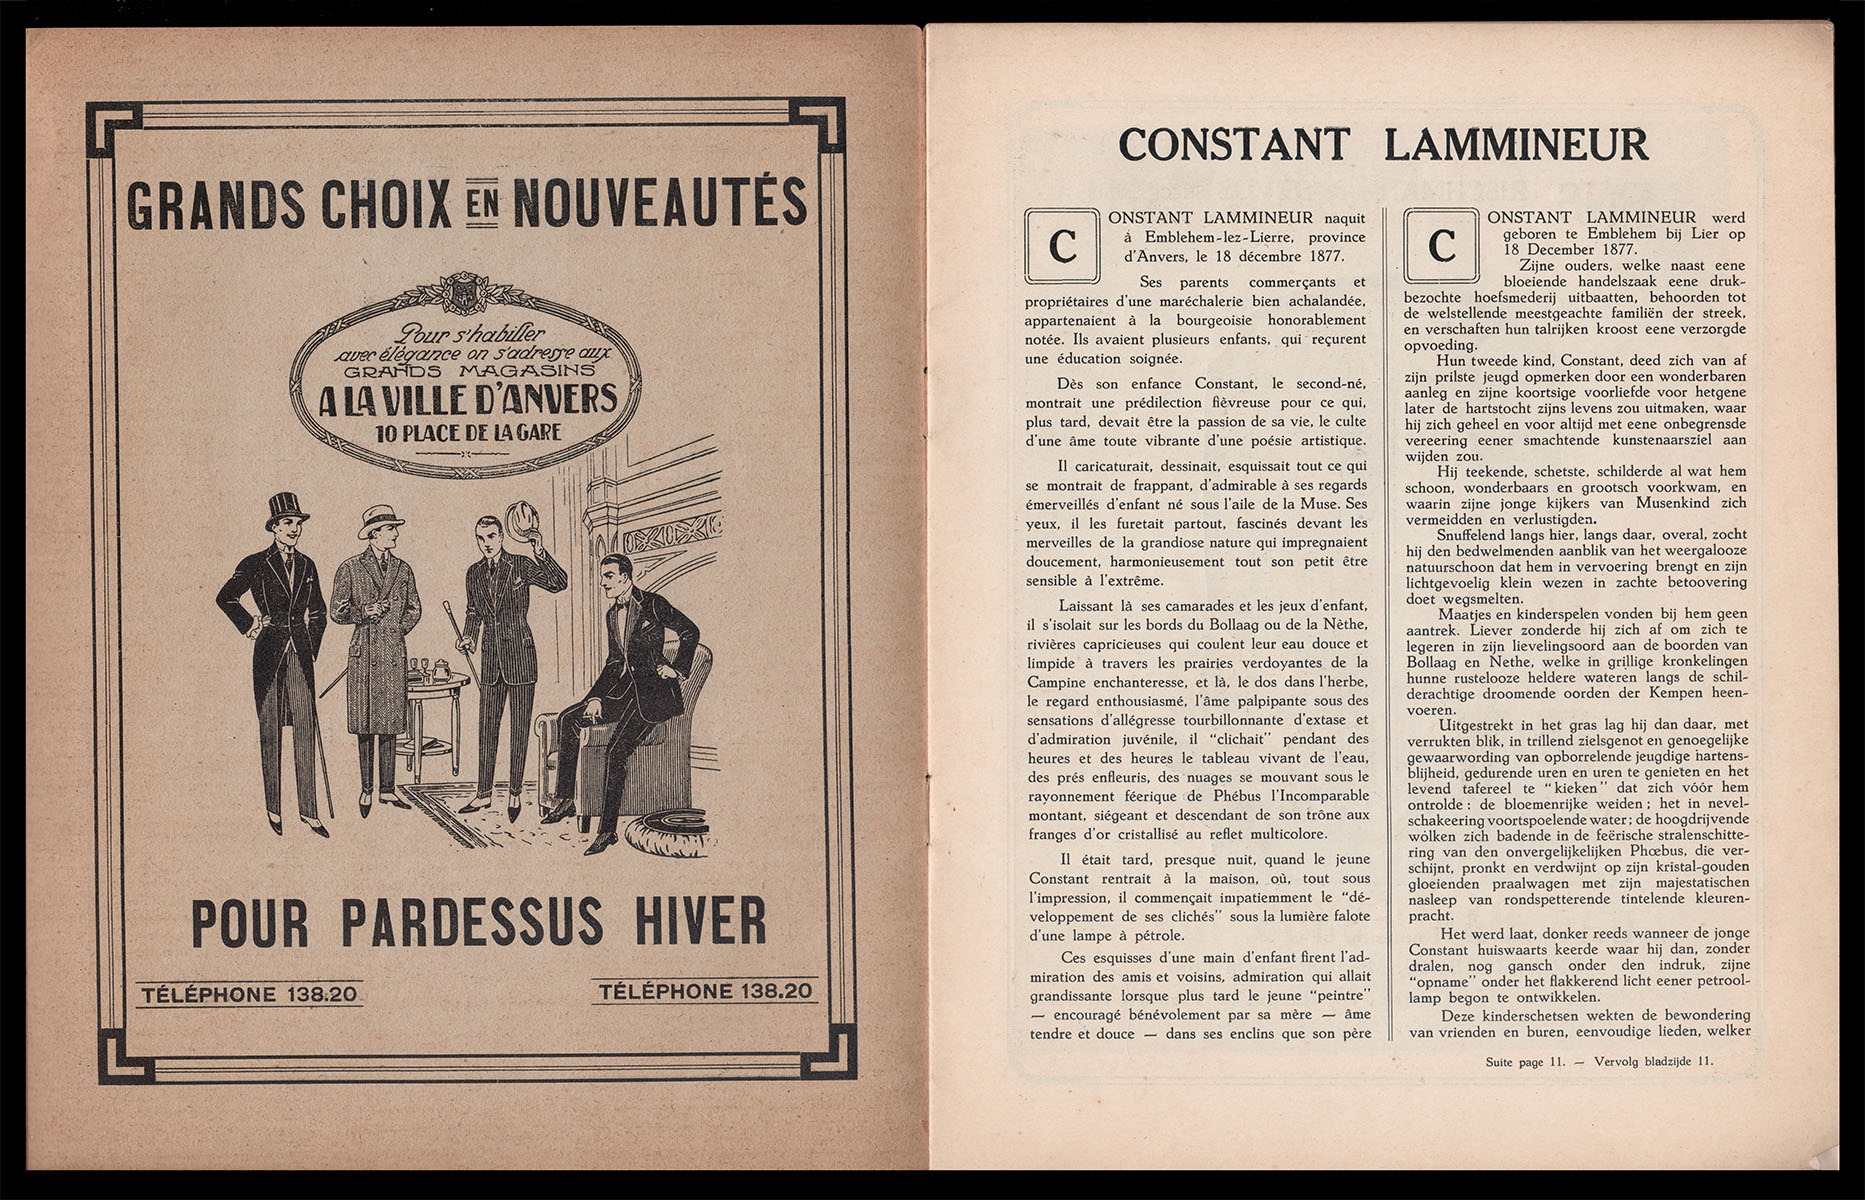 GRANDS CHOIX EN NOUVEAUTÉS
Pour s'habiller
avec élégance on s'adresse aux
GRANDS MAGASINS
A LA VILLE D'ANVERS
10 PLACE DE LA GARE
POUR PARDESSUS HIVER
TÉLÉPHONE 138.20
TÉLÉPHONE 138.20
CONSTANT LAMMINEUR
CONSTANT LAMMINEUR naquit
à Emblehem-lez-Lierre, province
d'Anvers, le 18 décembre 1877.
Ses parents commerçants et
propriétaires d'une maréchalerie bien achalandée,
appartenaient à la bourgeoisie honorablement
notée. Ils avaient plusieurs enfants, qui reçurent
une éducation soignée.
Dès son enfance Constant, le second-né,
montrait une prédilection fièvreuse pour ce qui,
plus tard, devait être la passion de sa vie, le culte
d'une âme toute vibrante d'une poésie artistique.
Il caricaturait, dessinait, esquissait tout ce qui
se montrait de frappant, d'admirable à ses regards
émerveillés d'enfant né sous l'aile de la Muse. Ses
yeux, il les furetait partout, fascinés devant les
merveilles de la grandiose nature qui impregnaient
doucement, harmonieusement tout son petit être
sensible à l'extrême.
Laissant là ses camarades et les jeux d'enfant,
il s'isolait sur les bords du Bollaag ou de la Nèthe,
rivières capricieuses qui coulent leur eau douce et
limpide à travers les prairies verdoyantes de la
Campine enchanteresse, et là, le dos dans l'herbe,
le regard enthousiasmé, l'âme palpipante sous des
sensations d'allégresse tourbillonnante d'extase et
d'admiration juvénile, il "clichait" pendant des
heures et des heures le tableau vivant de l'eau,
des prés enfleuris, des nuages se mouvant sous le
rayonnement féerique de Phébus l'Incomparable
montant, siégeant et descendant de son trône aux
franges d'or cristallisé au reflet multicolore.
Il était tard, presque nuit, quand le jeune
Constant rentrait à la maison, où, tout sous
l'impression, il commençait impatiemment le "dé-
veloppement de ses clichés" sous la lumière falote
d'une lampe à pétrole.
Ces esquisses d'une main d'enfant firent l'ad-
miration des amis et voisins, admiration qui allait
grandissante lorsque plus tard le jeune "peintre"
— encouragé bénévolement par sa mère — âme
tendre et douce — dans ses enclins que son père
CONSTANT LAMMINEUR werd
geboren te Emblehem bij Lier op
18 December 1877.
Zijne ouders, welke naast eene
bloeiende handelszaak eene druk-
bezochte hoefsmederij uitbaatten, behoorden tot
de welstellende meestgeachte familiën der streek,
en verschaften hun talrijken kroost eene verzorgde
opvoeding.
Hun tweede kind, Constant, deed zich van af
zijn prilste jeugd opmerken door een wonderbaren
aanleg en zijne koortsige voorliefde voor hetgene
later de hartstocht zijns levens zou uitmaken, waar
hij zich geheel en voor altijd met eene onbegrensde
vereering eener smachtende kunstenaarsziel aan
wijden zou.
Hij teekende, schetste, schilderde al wat hem
schoon, wonderbaars en grootsch voorkwam, en
waarin zijne jonge kijkers van Musenkind zich
vermeidden en verlustigden.
Snuffelend langs hier, langs daar, overal, zocht
hij den bedwelmenden aanblik van het weergalooze
natuurschoon dat hem in vervoering brengt en zijn
lichtgevoelig klein wezen in zachte betoovering
doet wegsmelten.
Maatjes en kinderspelen vonden bij hem geen
aantrek. Liever zonderde hij zich af om zich te
legeren in zijn lievelingsoord aan de boorden van
Bollaag en Nethe, welke in grillige kronkelingen
hunne rustelooze heldere wateren langs de schil-
derachtige droomende oorden der Kempen heen-
voeren.
Uitgestrekt in het gras lag hij dan daar, met
verrukten blik, in trillend zielsgenot en genoegelijke
gewaarwording van opborrelende jeugdige hartens-
blijheid, gedurende uren en uren te genieten en het
levend tafereel te "kieken" dat zich vóór hem
ontrolde : de bloemenrijke weiden ; het in nevel-
schakeering voortspoelende water ; de hoogdrijvende
wolken zich badende in de feërische stralenschitte-
ring van den onvergelijkelijken Phœbus, die ver-
schijnt, pronkt en verdwijnt op zijn kristal-gouden
gloeienden praalwagen met zijn majestatischen
nasleep van rondspetterende tintelende kleuren-
pracht.
Het werd laat, donker reeds wanneer de jonge
Constant huiswaarts keerde waar hij dan, zonder
dralen, nog gansch onder den indruk, zijne
"opname" onder het flakkerend licht eener petrool-
lamp begon te ontwikkelen.
Deze kinderschetsen wekten de bewondering
van vrienden en buren, eenvoudige lieden, welker
Suite page 11. — Vervolg bladzijde 11.